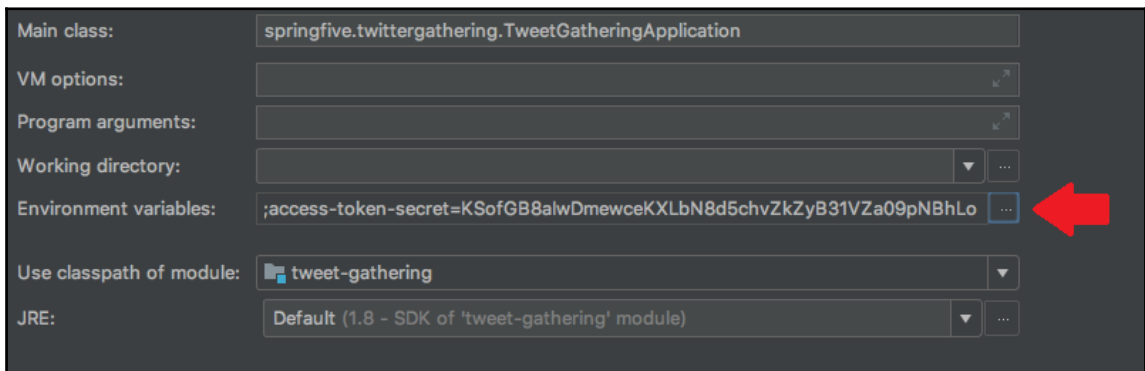 Main class: springfive.twittergathering.TweetGatheringApplication
VM options:
Program arguments:
Working directory:
Environment variables: ;access-token-secret=KSofGB8alwDmewceKXLbN8d5chvZkZyB31VZa09pNBhLo ...
Use classpath of module: tweet-gathering
JRE: Default (1.8 - SDK of 'tweet-gathering' module)